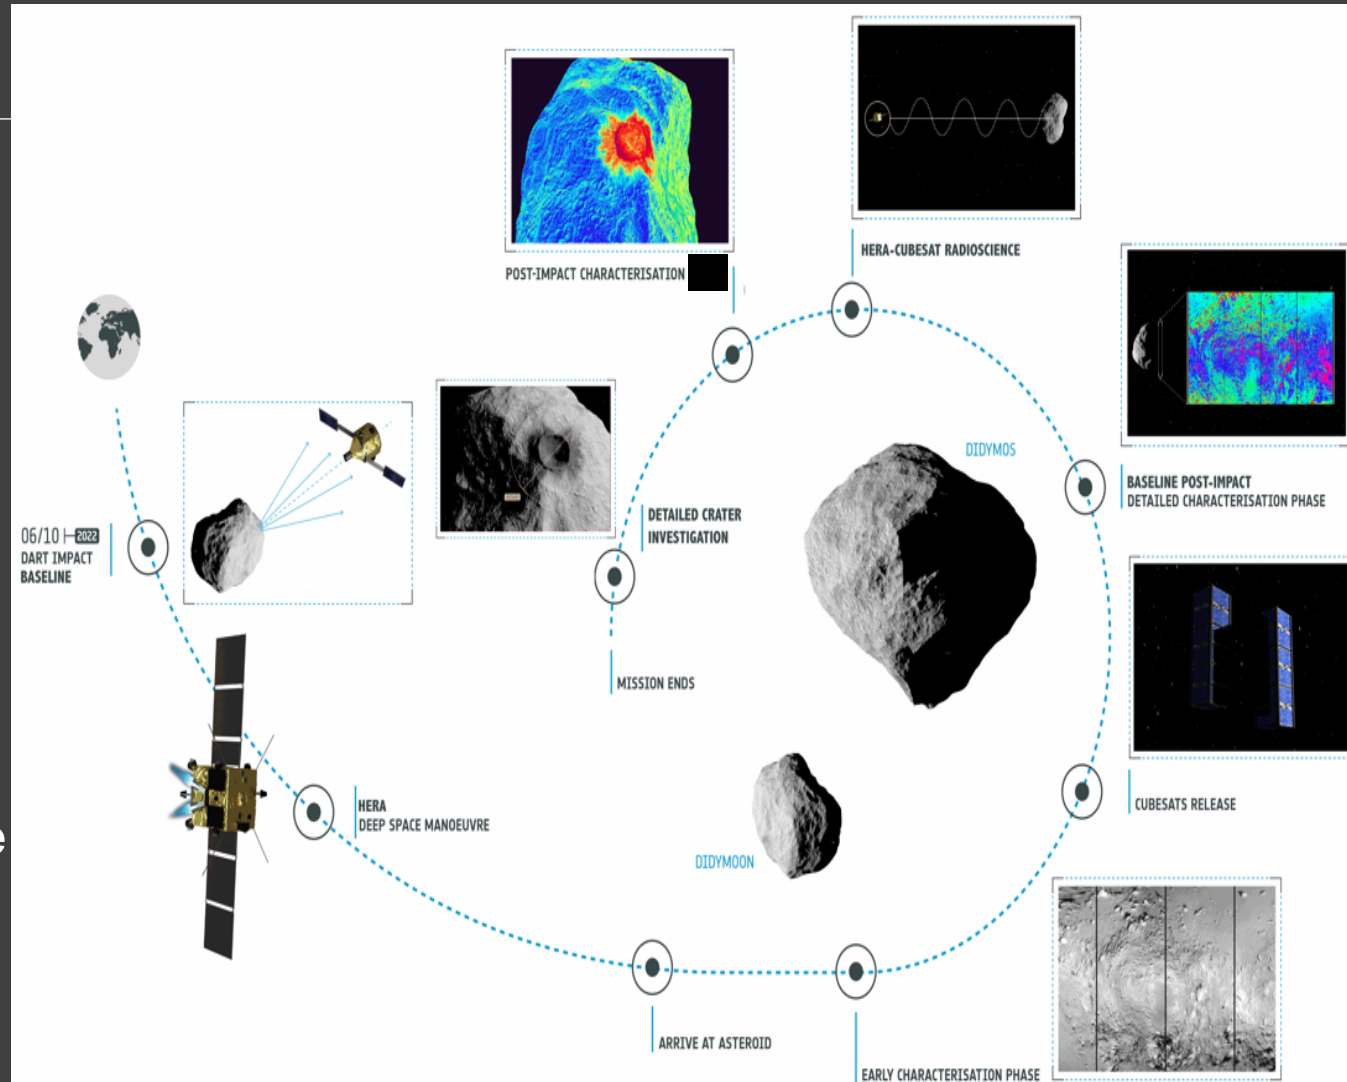 POST-IMPACT CHARACTERISATION
HERA-CUBESAT RADIOSCIENCE
DIDYMOS
BASELINE POST-IMPACT
DETAILED CHARACTERISATION PHASE
06/10 2022
DART IMPACT
BASELINE
DETAILED CRATER
INVESTIGATION
MISSION ENDS
CUBESATS RELEASE
HERA
DEEP SPACE MANOEUVRE
DIDYMOON
ARRIVE AT ASTEROID
EARLY CHARACTERISATION PHASE